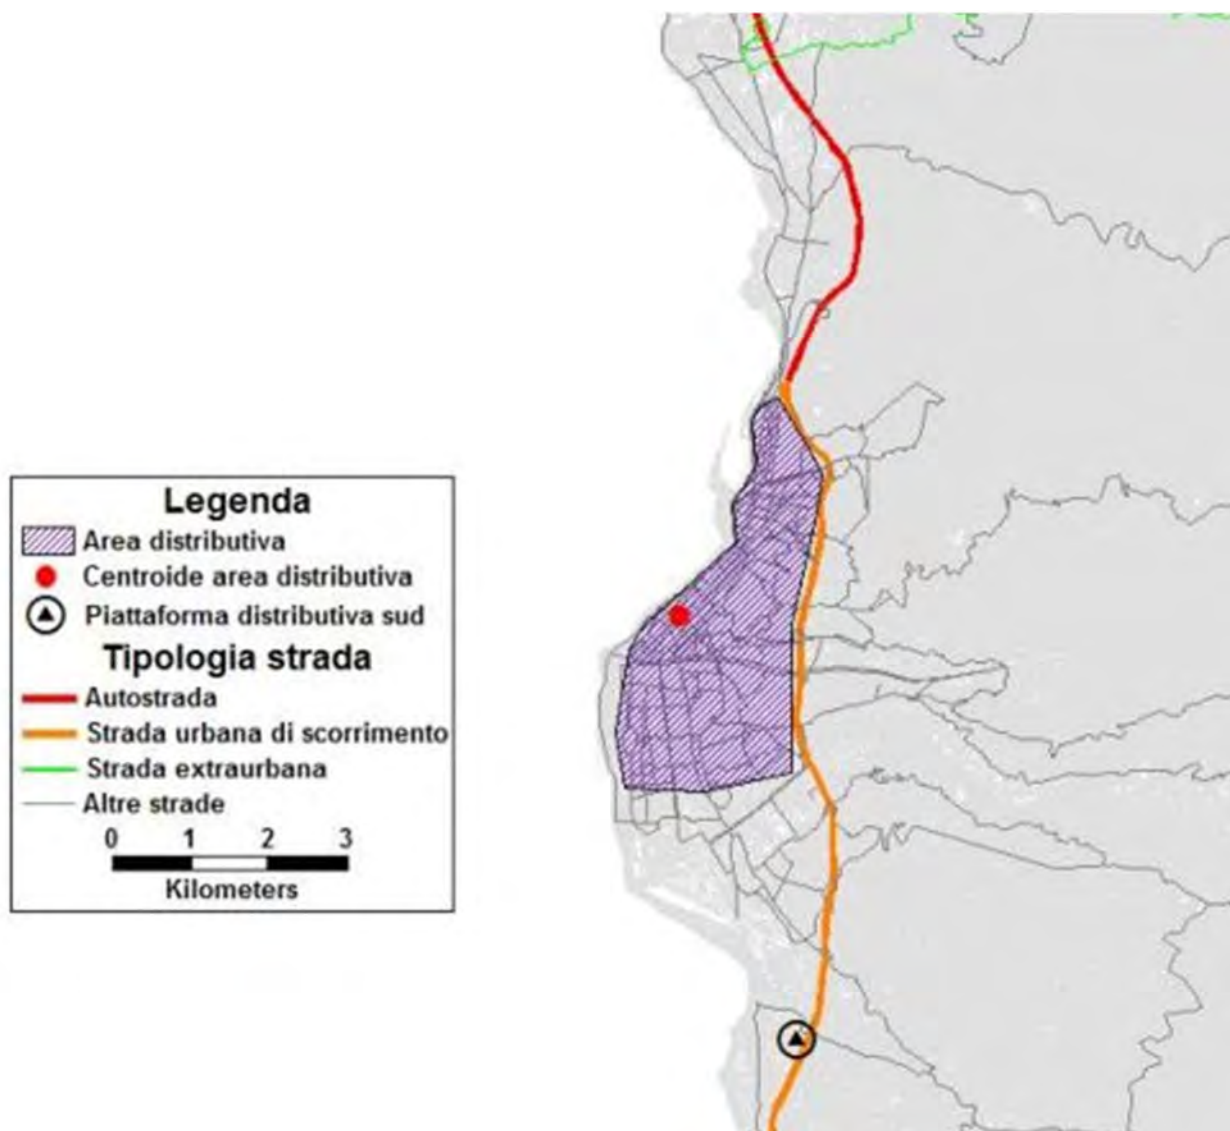 Legenda
Area distributiva
Centroide area distributiva
Piattaforma distributiva sud
Tipologia strada
Autostrada
Strada urbana di scorrimento
Strada extraurbana
Altre strade
0 1 2 3
Kilometers